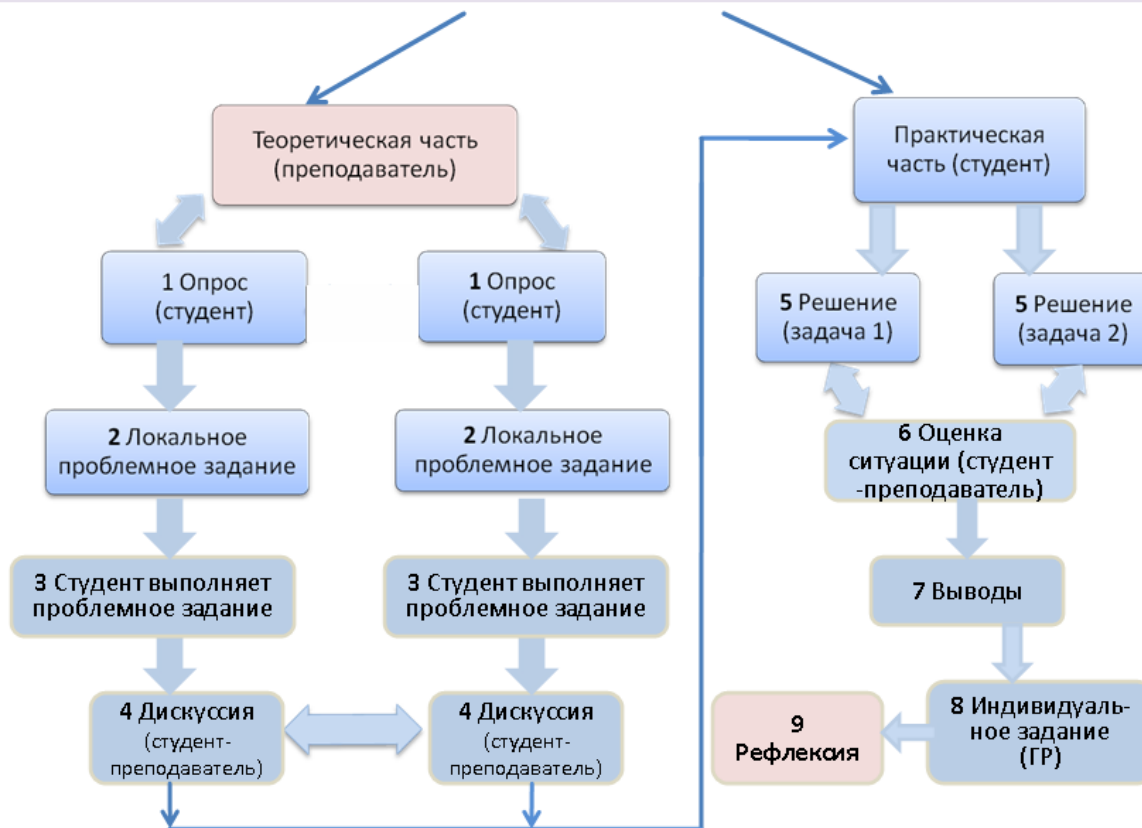 Теоретическая часть
(преподаватель)
1 Опрос
(студент)
1 Опрос
(студент)
2 Локальное
проблемное задание
2 Локальное
проблемное задание
3 Студент выполняет
проблемное задание
3 Студент выполняет
проблемное задание
4 Дискуссия
(студент-
преподаватель)
4 Дискуссия
(студент-
преподаватель)
Практическая
часть (студент)
5 Решение
(задача 1)
5 Решение
(задача 2)
6 Оценка
ситуации (студент
-преподаватель)
7 Выводы
8 Индивидуаль-
ное задание
(ГР)
9
Рефлексия